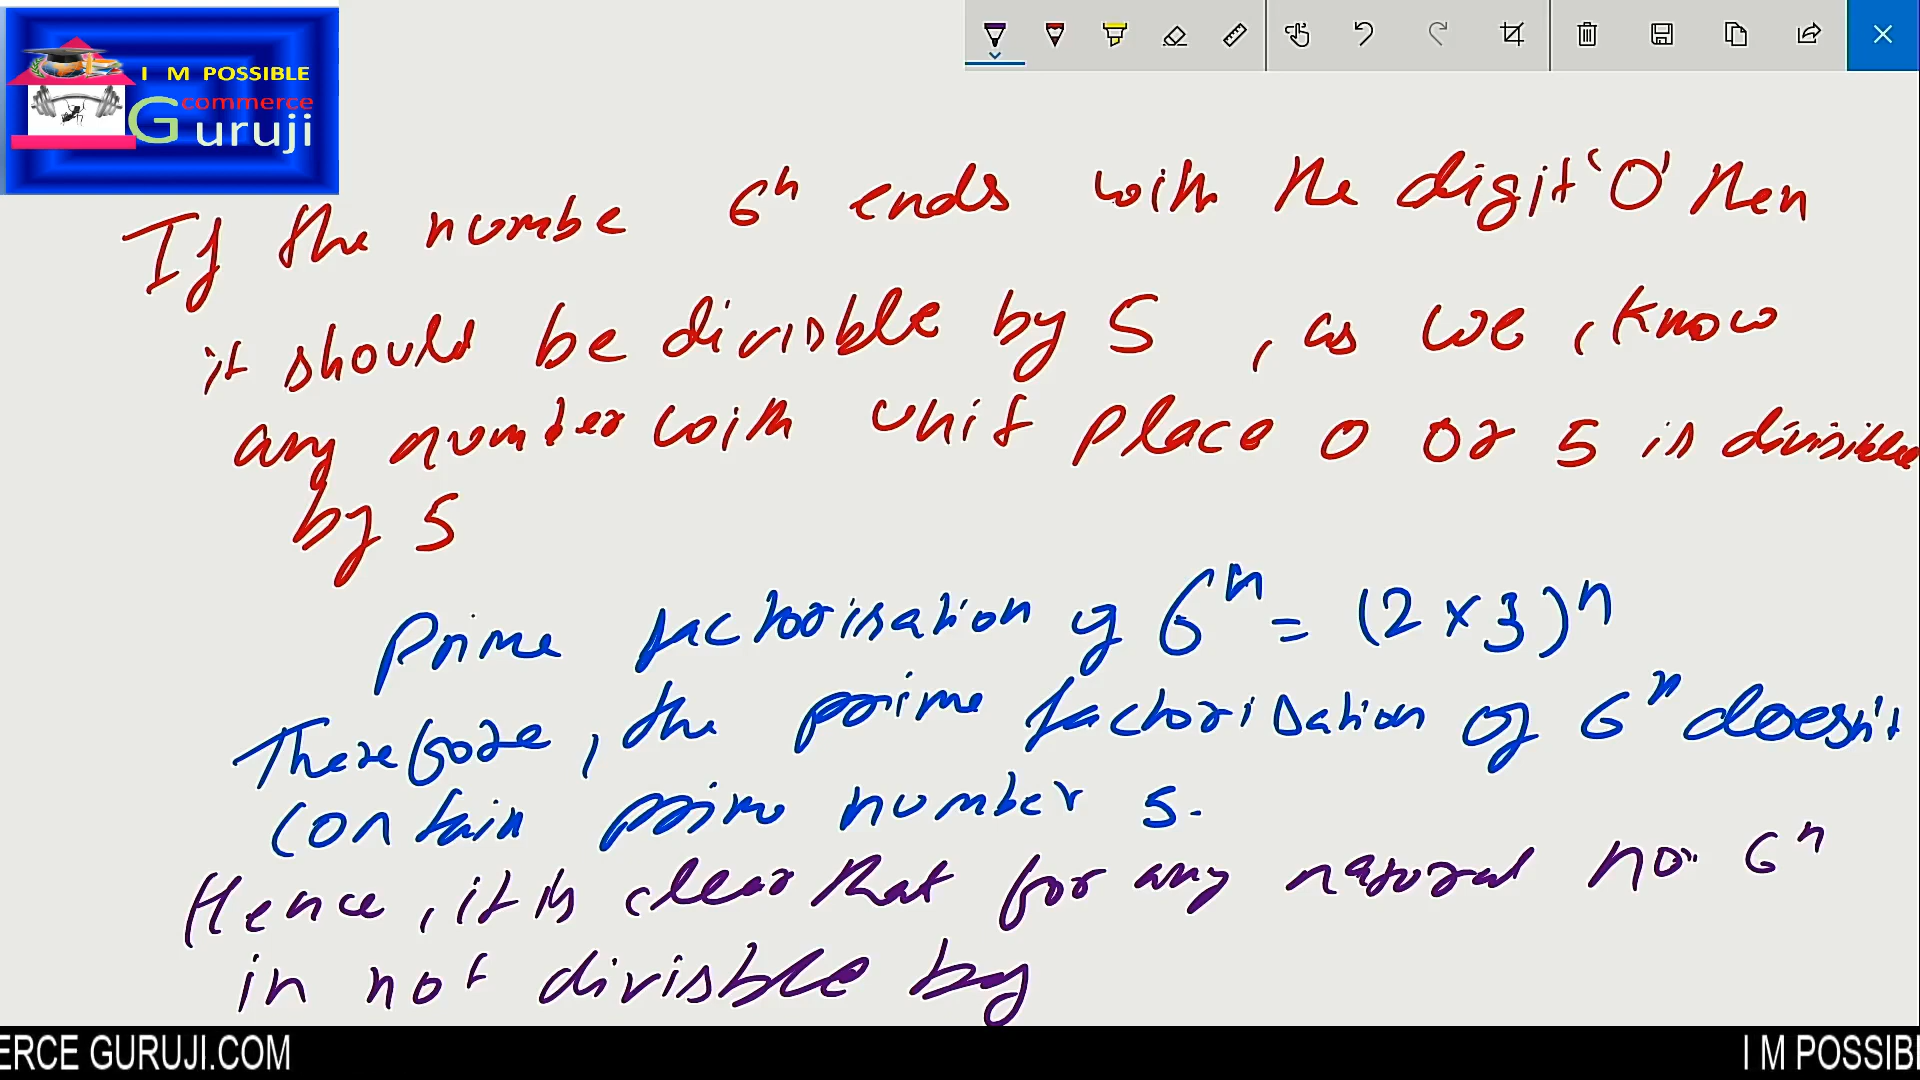 I M POSSIBLE
commerce
Guruji
If the numbe 6ⁿ ends with the digit '0' then
it should be divisble by 5 , as we , know
any number with unit place 0 or 5 is divisible
by 5
Prime factorisation of 6ⁿ = (2 × 3)ⁿ
Therefore, the prime factorisation of 6ⁿ doesn't
contain prime number 5.
Hence, it is clear that for any natural no. 6ⁿ
in not divisble by
ERCE GURUJI.COM I M POSSIBL